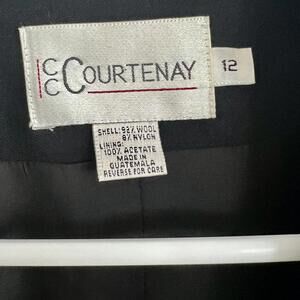 CC COURTENAY
12
SHELL: 92% WOOL
8% NYLON
LINING:
100% ACETATE
MADE IN
GUATEMALA
REVERSE FOR CARE